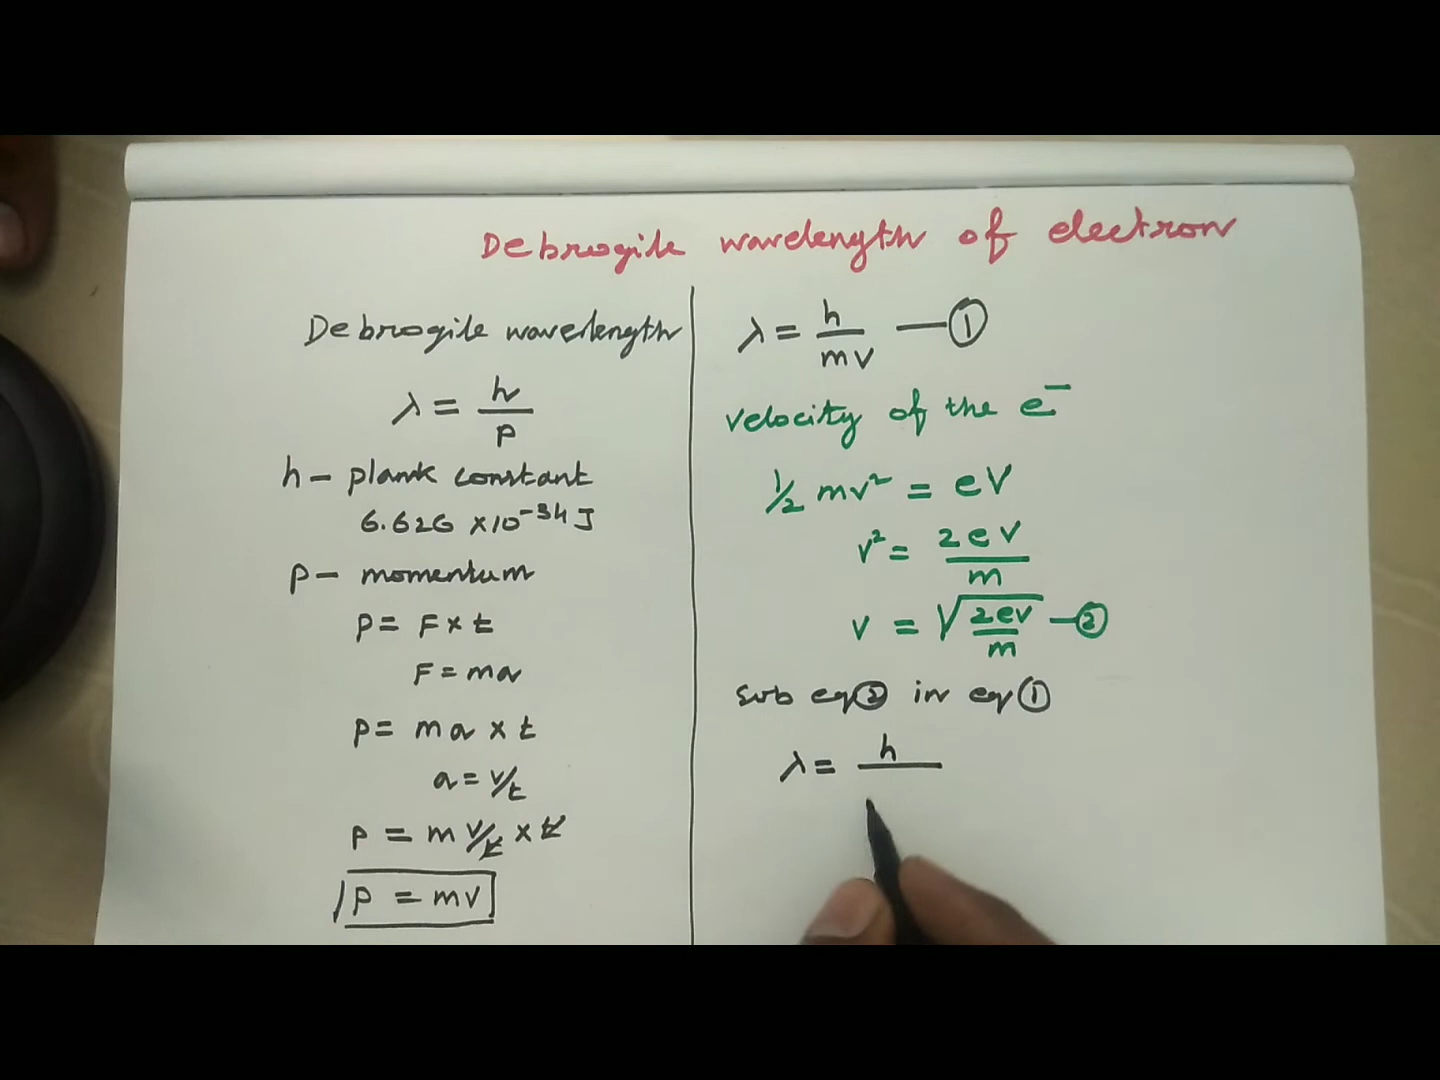 Debrogile wavelength of electron
Debrogile wavelength
λ = h/p
h – plank constant
6.626 ×10⁻³⁴ J
p – momentum
p = F × t
F = ma
p = ma × t
a = v/t
p = m v/t × t
p = mv
λ = h/mv — ①
velocity of the e⁻
1/2 mv² = eV
v² = 2eV/m
v = √2ev/m — ②
sub eq② in eq①
λ = h